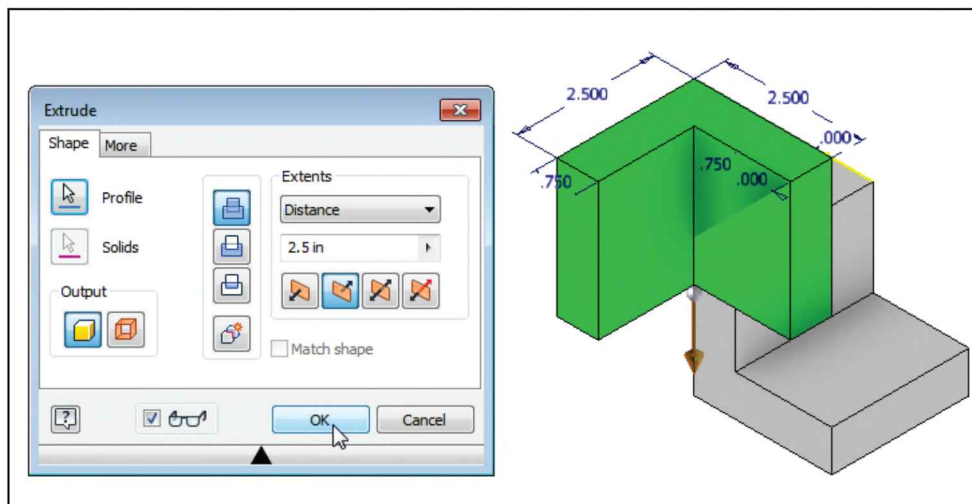 Extrude
Shape More
Profile
Solids
Output
Extents
Distance
2.5 in
Match shape
?
OK Cancel
2.500 2.500
.000
.750 .750 .000